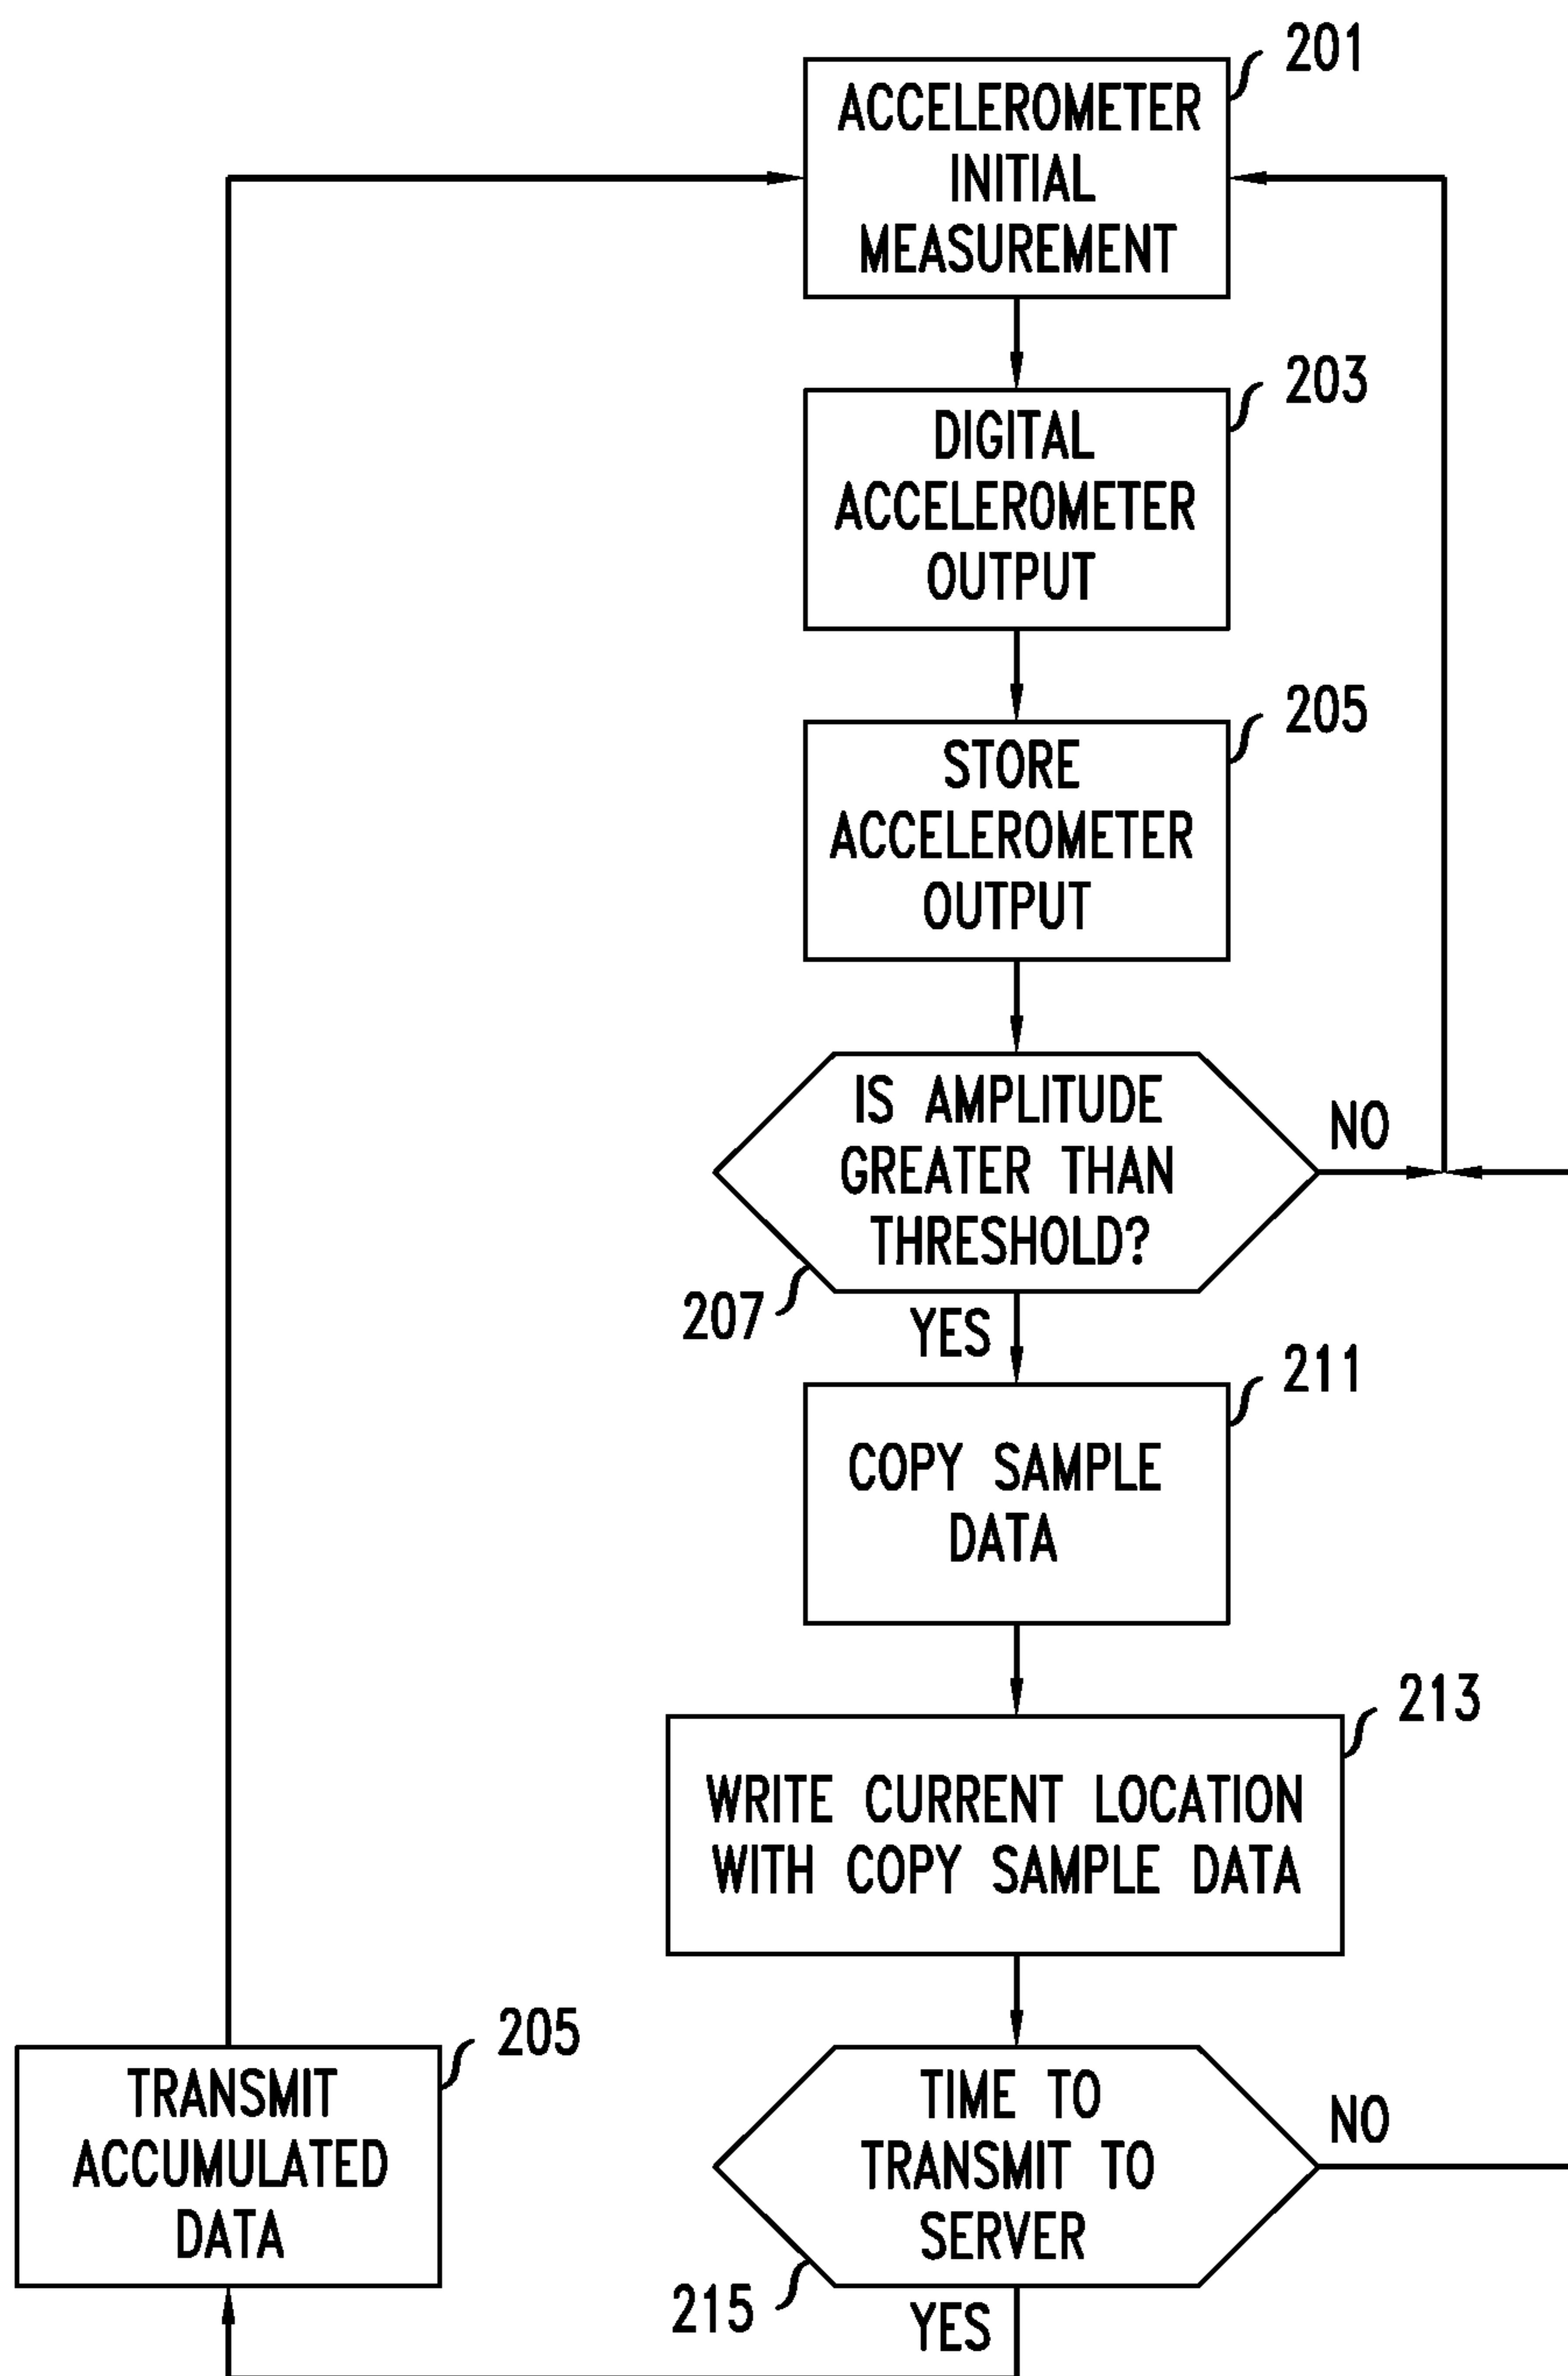 201
ACCELEROMETER
INITIAL
MEASUREMENT
203
DIGITAL
ACCELEROMETER
OUTPUT
205
STORE
ACCELEROMETER
OUTPUT
IS AMPLITUDE
GREATER THAN
THRESHOLD?
NO
207
YES
211
COPY SAMPLE
DATA
213
WRITE CURRENT LOCATION
WITH COPY SAMPLE DATA
205
TRANSMIT
ACCUMULATED
DATA
TIME TO
TRANSMIT TO
SERVER
NO
215
YES